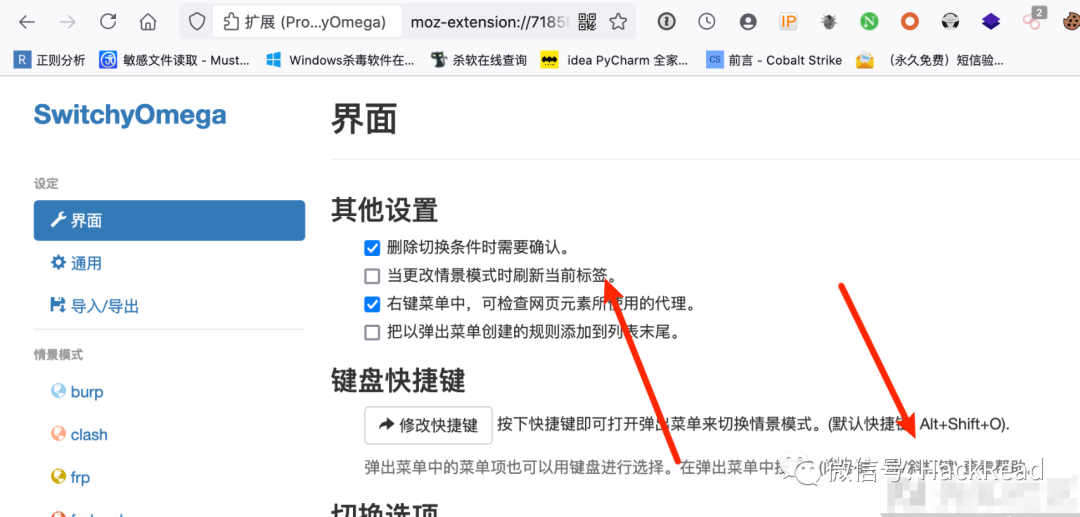 扩展 (Pro...yOmega)
moz-extension://7185
IP
N
2
R 正则分析
敏感文件读取 - Must...
Windows杀毒软件在...
杀软在线查询
idea PyCharm 全家...
CS 前言 - Cobalt Strike
（永久免费）短信验...
SwitchyOmega
设定
界面
通用
导入/导出
情景模式
burp
clash
frp
界面
其他设置
删除切换条件时需要确认。
当更改情景模式时刷新当前标签。
右键菜单中，可检查网页元素所使用的代理。
把以弹出菜单创建的规则添加到列表末尾。
键盘快捷键
修改快捷键
按下快捷键即可打开弹出菜单来切换情景模式。(默认快捷键 Alt+Shift+O).
弹出菜单中的菜单项也可以用键盘进行选择。在弹出菜单中按
微信号: HackRead
切换选项